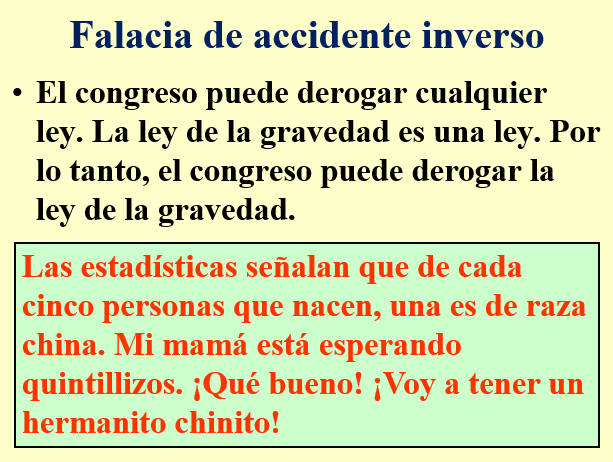 Falacia de accidente inverso
• El congreso puede derogar cualquier
ley. La ley de la gravedad es una ley. Por
lo tanto, el congreso puede derogar la
ley de la gravedad.
Las estadísticas señalan que de cada
cinco personas que nacen, una es de raza
china. Mi mamá está esperando
quintillizos. ¡Qué bueno! ¡Voy a tener un
hermanito chinito!